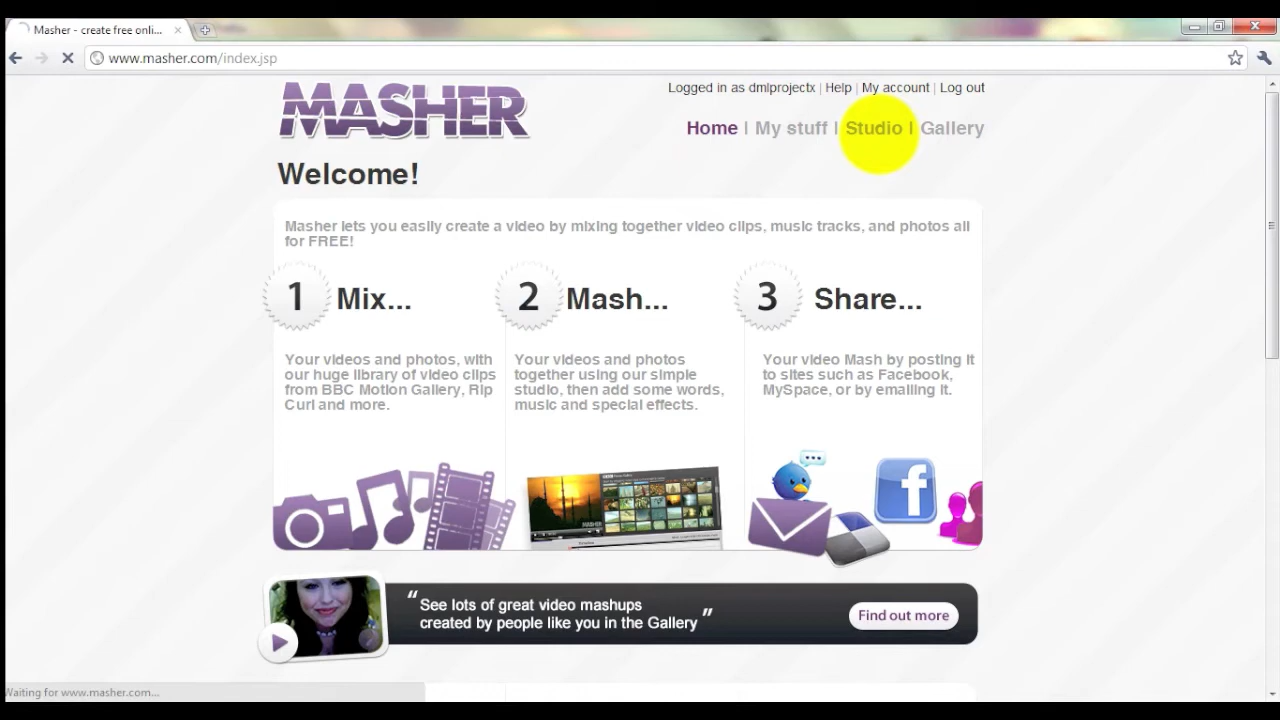 Masher - create free onli...
www.masher.com/index.jsp
MASHER
Logged in as dmlprojectx | Help | My account | Log out
Home | My stuff | Studio | Gallery
Welcome!
Masher lets you easily create a video by mixing together video clips, music tracks, and photos all
for FREE!
1 Mix...
Your videos and photos, with
our huge library of video clips
from BBC Motion Gallery, Rip
Curl and more.
2 Mash...
Your videos and photos
together using our simple
studio, then add some words,
music and special effects.
3 Share...
Your video Mash by posting it
to sites such as Facebook,
MySpace, or by emailing it.
MASHER
f
“See lots of great video mashups
created by people like you in the Gallery”
Find out more
Waiting for www.masher.com...